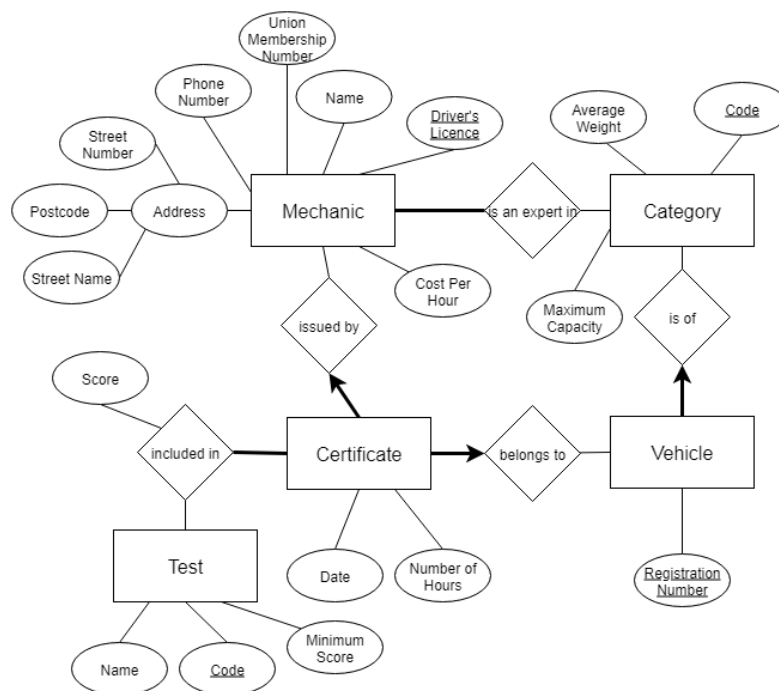 Union
Membership
Number
Phone
Number
Name
Driver's
Licence
Average
Weight
Code
Street
Number
Postcode
Address
Mechanic
is an expert in
Category
Street Name
Cost Per
Hour
Maximum
Capacity
issued by
is of
Score
included in
Certificate
belongs to
Vehicle
Test
Date
Number of
Hours
Registration
Number
Name
Code
Minimum
Score